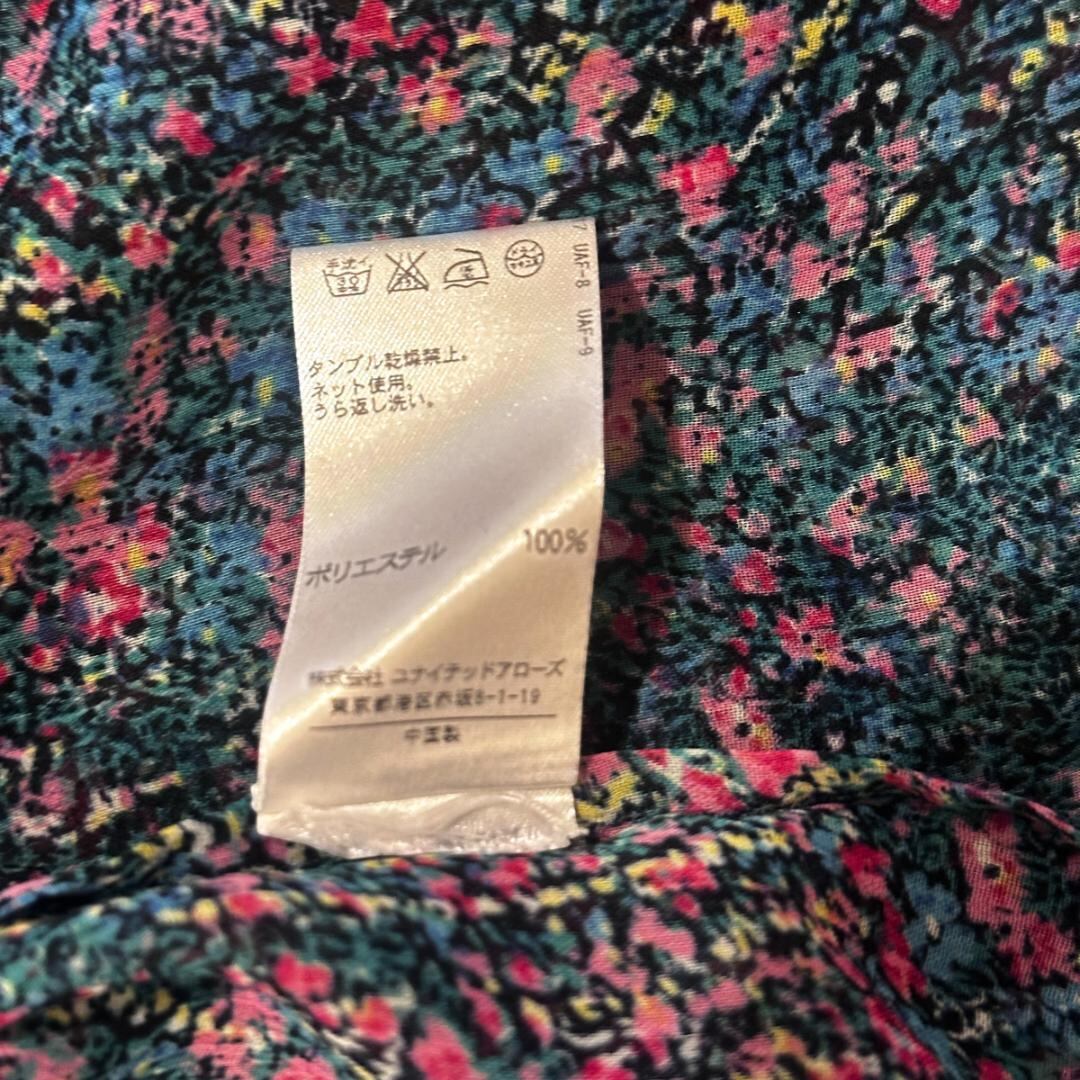 手洗イ
30
タンブル乾燥禁止。
ネット使用。
うら返し洗い。
ポリエステル 100%
株式会社 ユナイテッドアローズ
東京都港区赤坂8-1-19
中国製
7 UAF-8 UAF-9